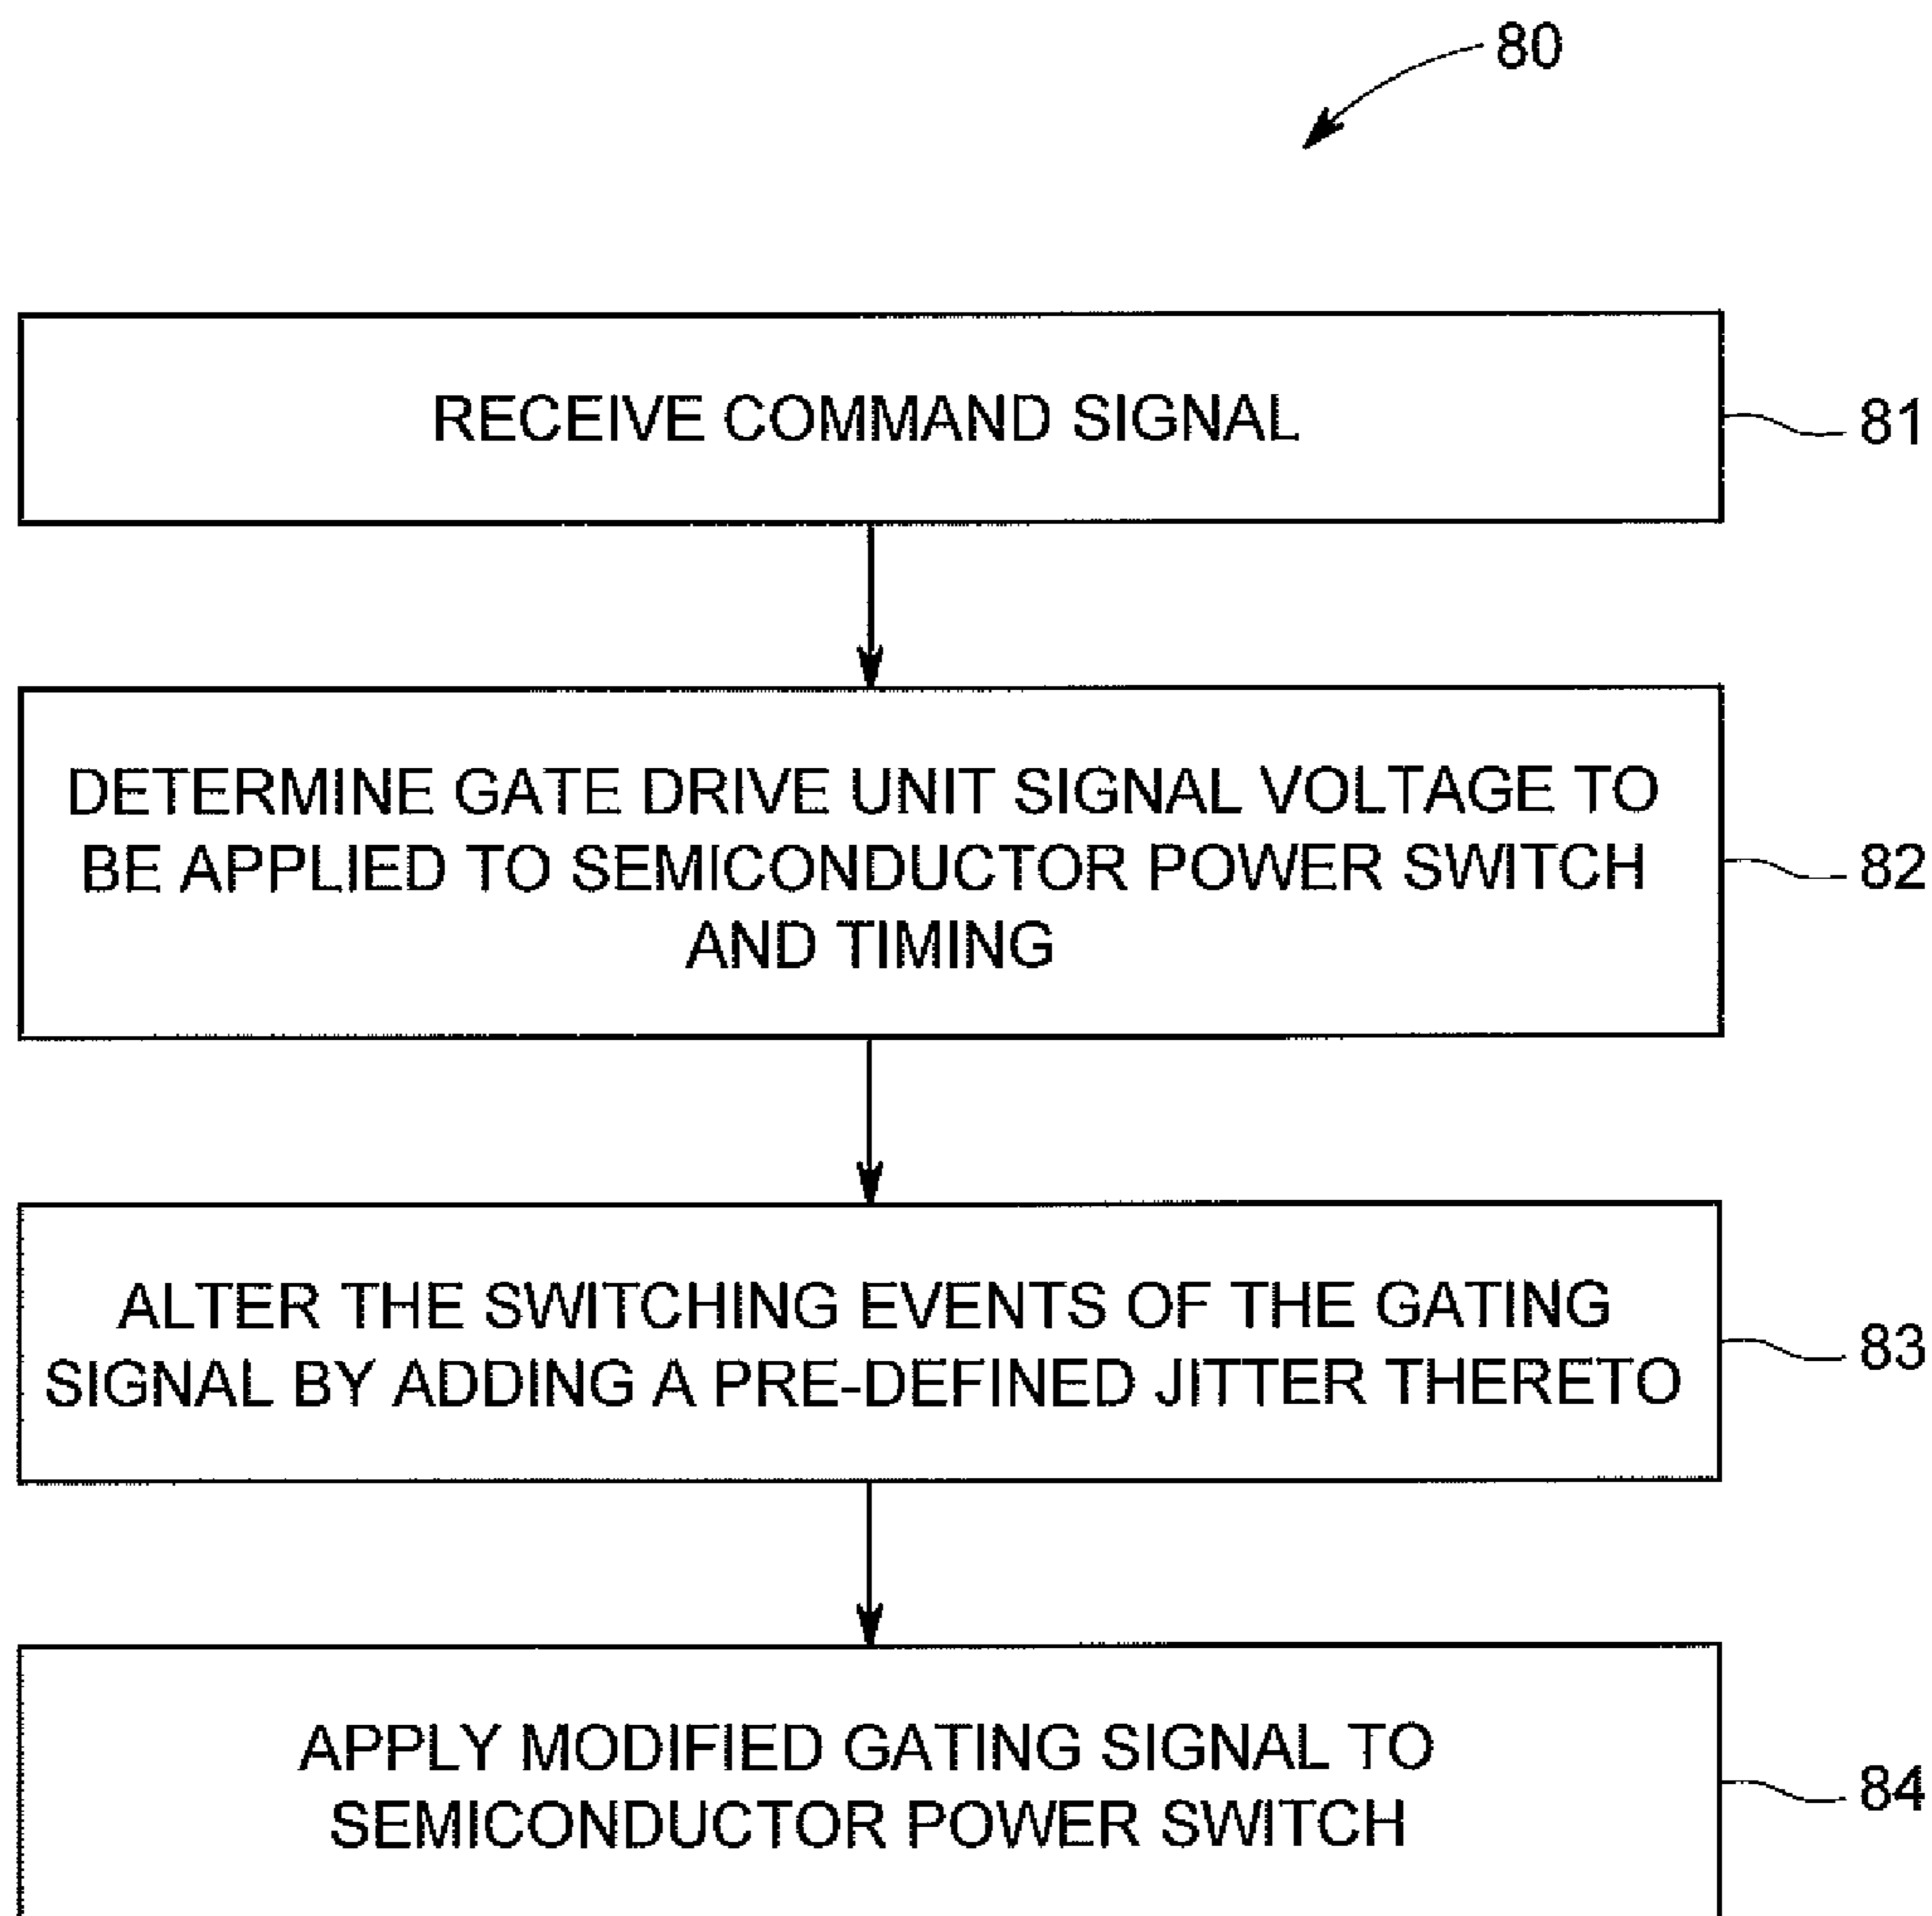 80
RECEIVE COMMAND SIGNAL
81
DETERMINE GATE DRIVE UNIT SIGNAL VOLTAGE TO
BE APPLIED TO SEMICONDUCTOR POWER SWITCH
AND TIMING
82
ALTER THE SWITCHING EVENTS OF THE GATING
SIGNAL BY ADDING A PRE-DEFINED JITTER THERETO
83
APPLY MODIFIED GATING SIGNAL TO
SEMICONDUCTOR POWER SWITCH
84